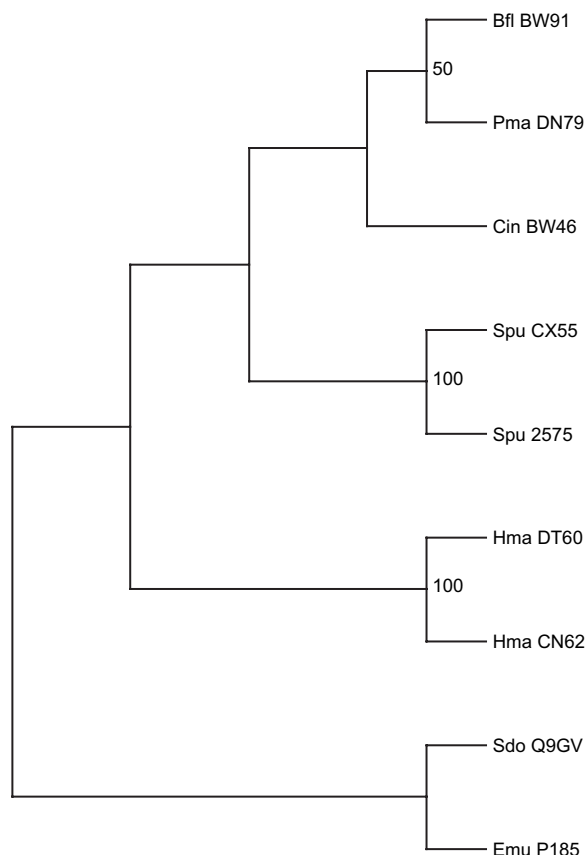 Bfl BW91
50
Pma DN79
Cin BW46
Spu CX55
100
Spu 2575
Hma DT60
100
Hma CN62
Sdo Q9GV
Emu P185